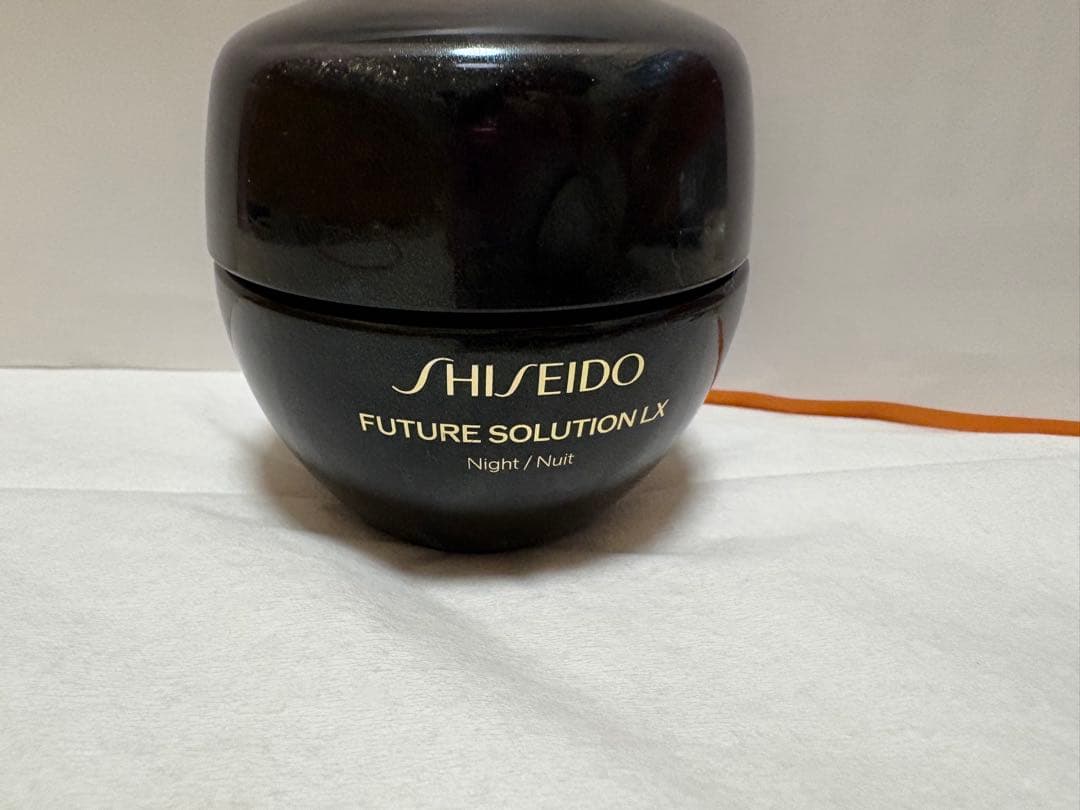 SHISEIDO
FUTURE SOLUTION LX
Night / Nuit